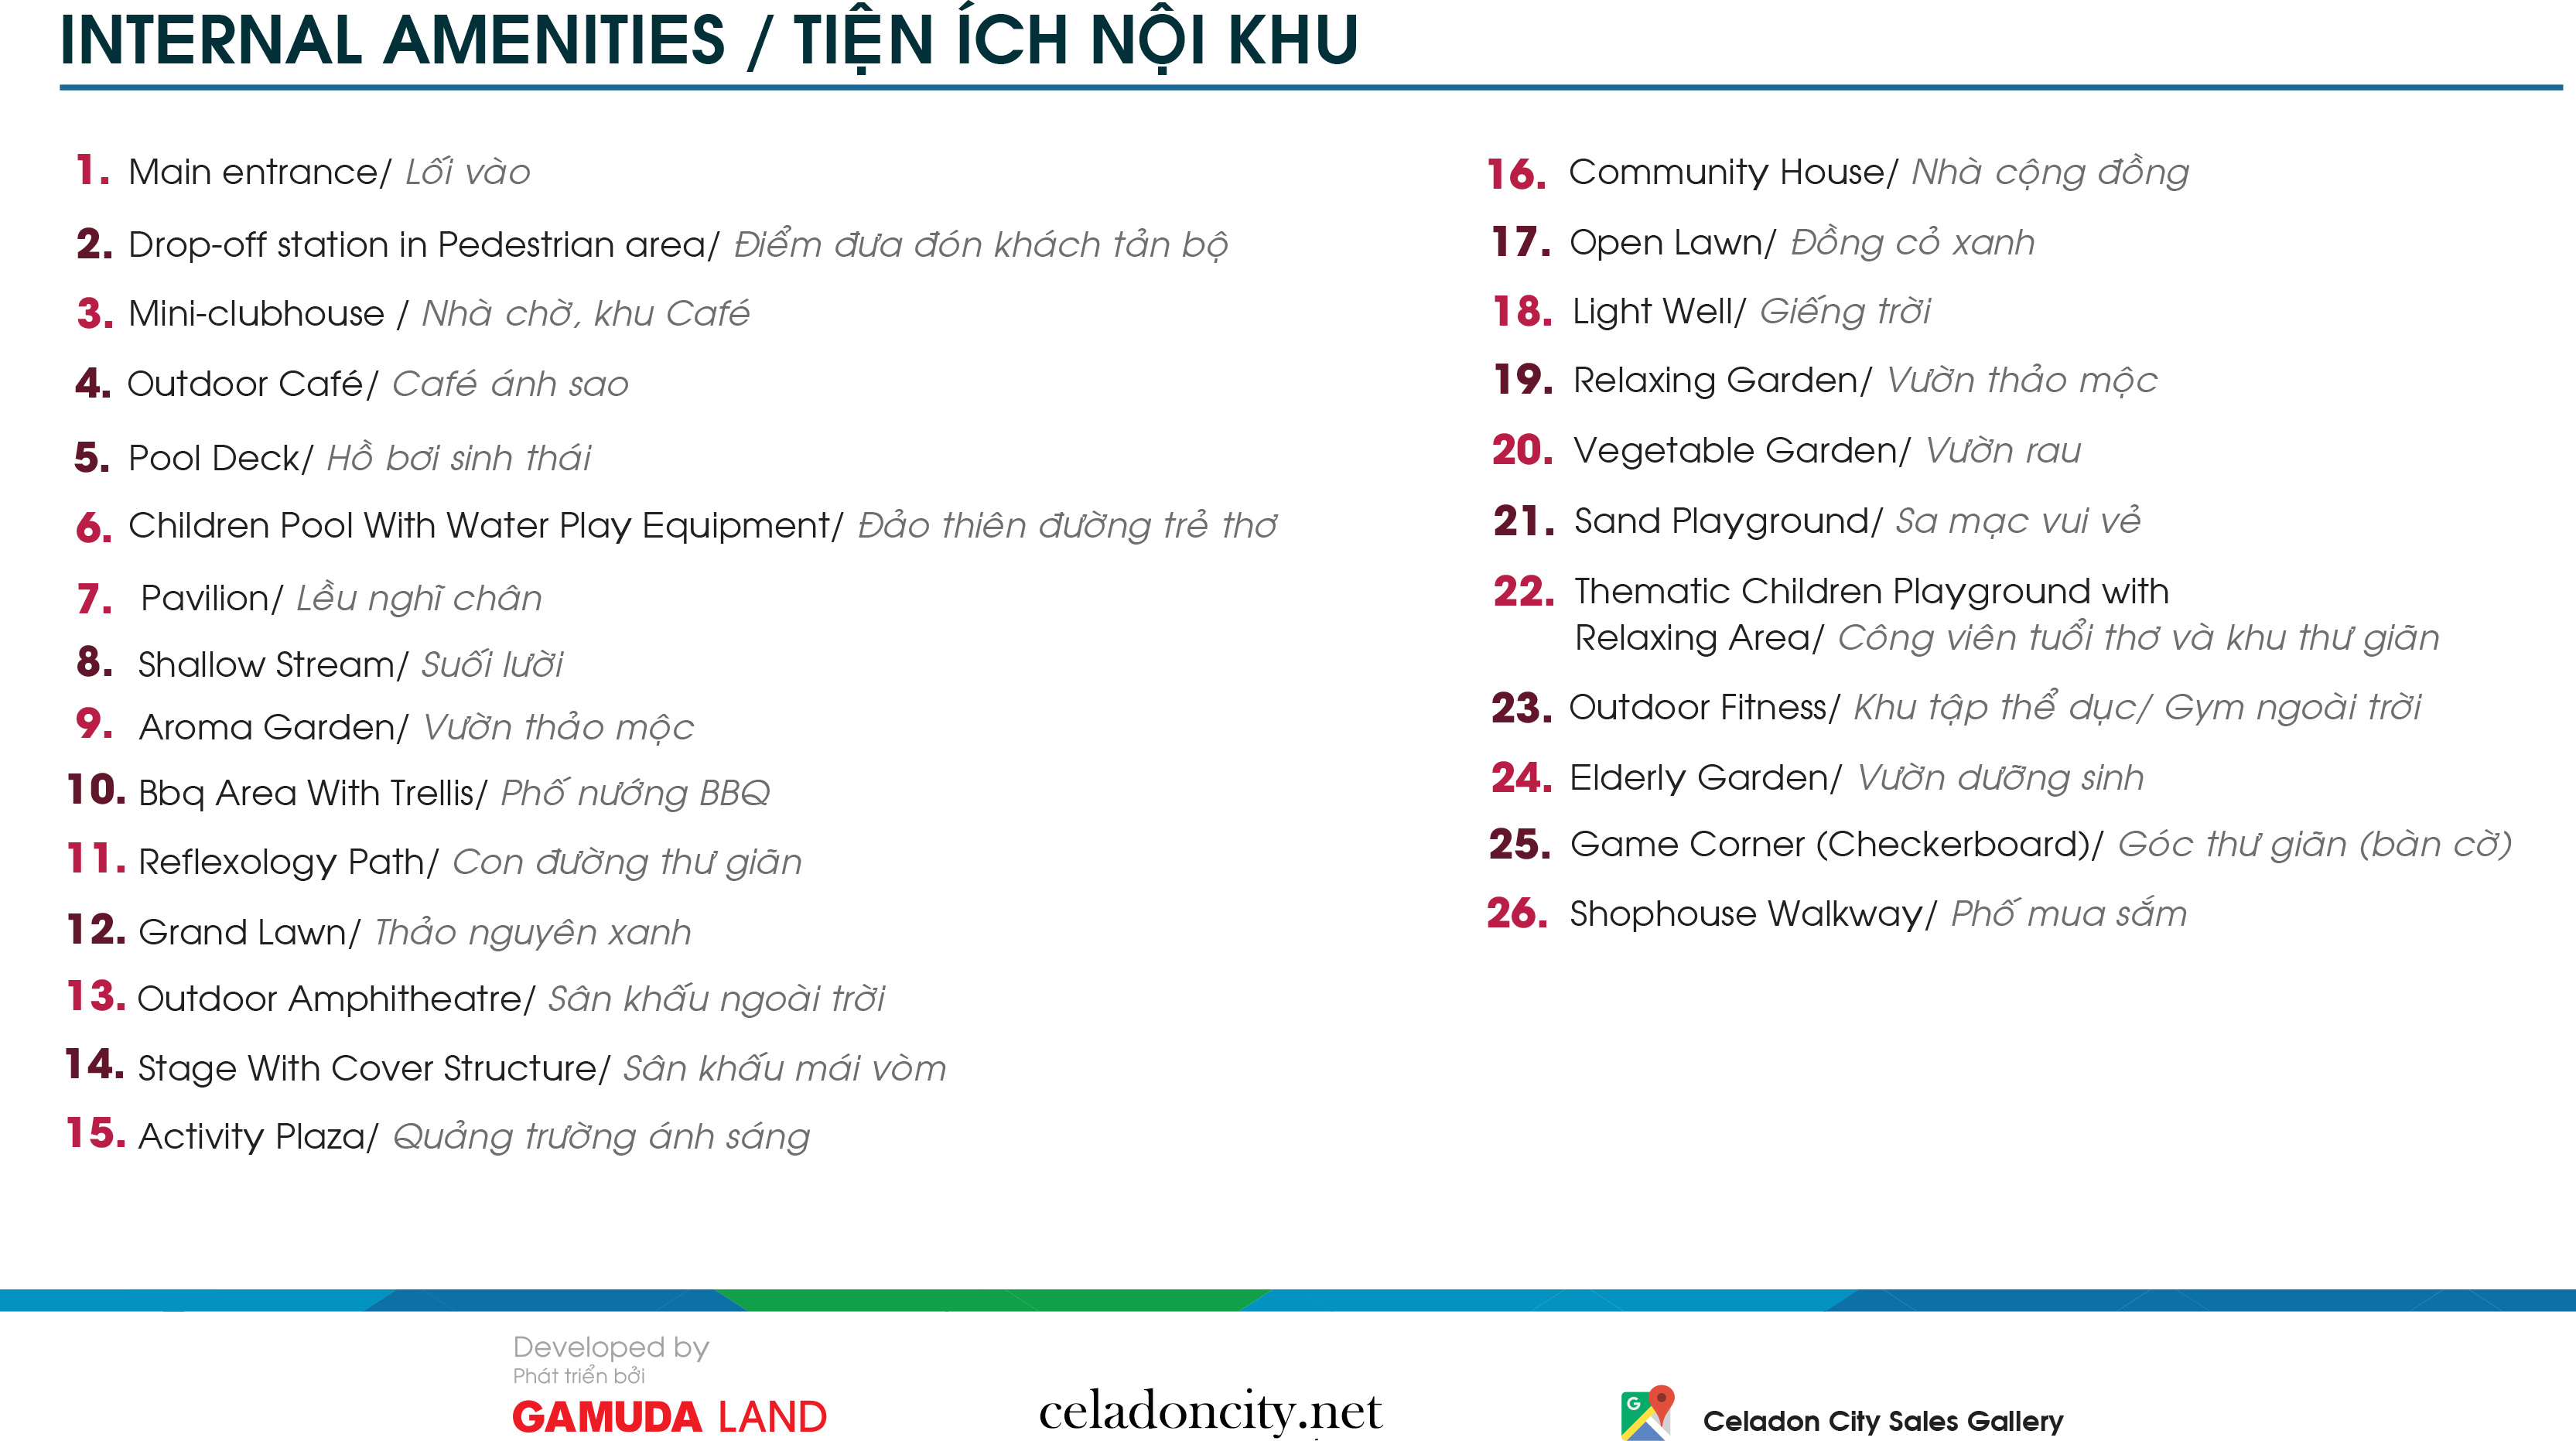 INTERNAL AMENITIES / TIỆN ÍCH NỘI KHU
1. Main entrance/ Lối vào
2. Drop-off station in Pedestrian area/ Điểm đưa đón khách tản bộ
3. Mini-clubhouse / Nhà chờ, khu Café
4. Outdoor Café/ Café ánh sao
5. Pool Deck/ Hồ bơi sinh thái
6. Children Pool With Water Play Equipment/ Đảo thiên đường trẻ thơ
7. Pavilion/ Lều nghĩ chân
8. Shallow Stream/ Suối lười
9. Aroma Garden/ Vườn thảo mộc
10. Bbq Area With Trellis/ Phố nướng BBQ
11. Reflexology Path/ Con đường thư giãn
12. Grand Lawn/ Thảo nguyên xanh
13. Outdoor Amphitheatre/ Sân khấu ngoài trời
14. Stage With Cover Structure/ Sân khấu mái vòm
15. Activity Plaza/ Quảng trường ánh sáng
16. Community House/ Nhà cộng đồng
17. Open Lawn/ Đồng cỏ xanh
18. Light Well/ Giếng trời
19. Relaxing Garden/ Vườn thảo mộc
20. Vegetable Garden/ Vườn rau
21. Sand Playground/ Sa mạc vui vẻ
22. Thematic Children Playground with
Relaxing Area/ Công viên tuổi thơ và khu thư giãn
23. Outdoor Fitness/ Khu tập thể dục/ Gym ngoài trời
24. Elderly Garden/ Vườn dưỡng sinh
25. Game Corner (Checkerboard)/ Góc thư giãn (bàn cờ)
26. Shophouse Walkway/ Phố mua sắm
Developed by
Phát triển bởi
GAMUDA LAND
celadoncity.net
G
Celadon City Sales Gallery